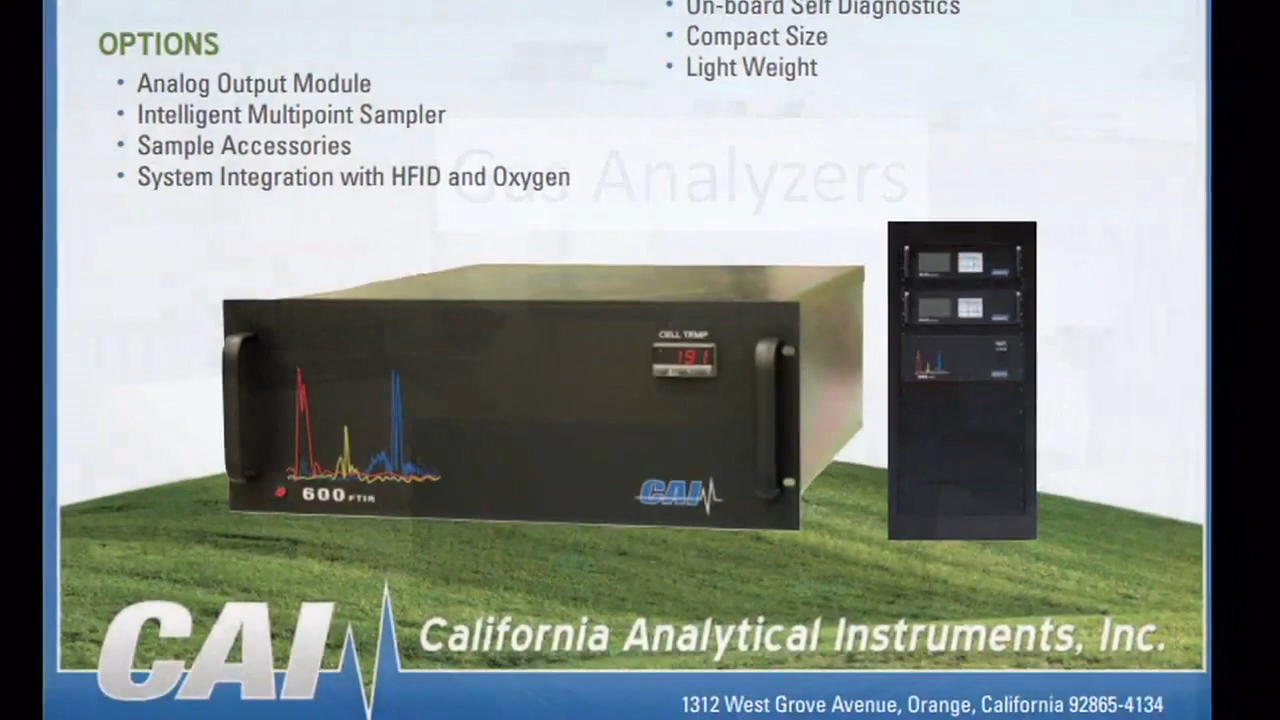 On-board Self Diagnostics
OPTIONS
• Compact Size
• Light Weight
• Analog Output Module
• Intelligent Multipoint Sampler
• Sample Accessories
• System Integration with HFID and Oxygen
Gas Analyzers
CELL TEMP
191
600 FTIR
CAI
CAI
California Analytical Instruments, Inc.
1312 West Grove Avenue, Orange, California 92865-4134